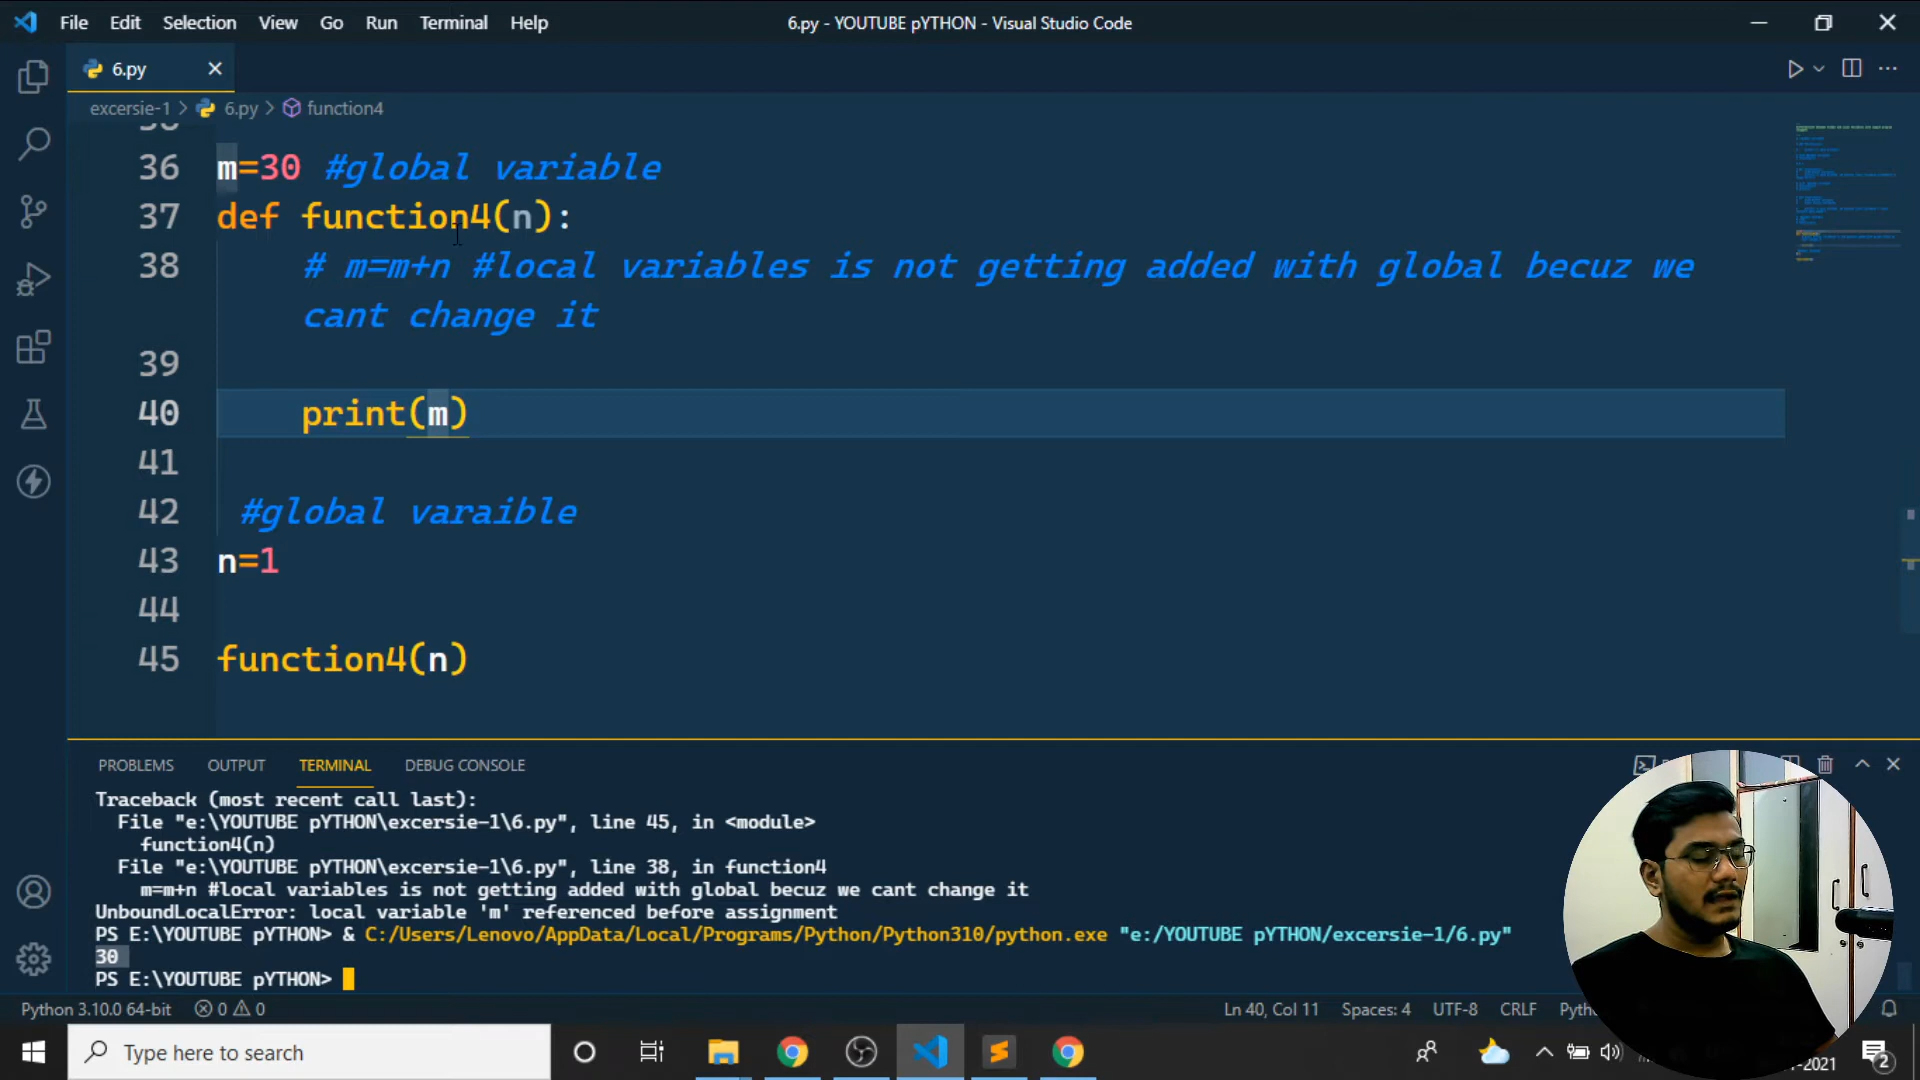 File Edit Selection View Go Run Terminal Help
6.py - YOUTUBE pYTHON - Visual Studio Code
6.py
excersie-1 > 6.py > function4
36 m=30 #global variable
37 def function4(n):
38 # m=m+n #local variables is not getting added with global becuz we
cant change it
39
40 print(m)
41
42 #global varaible
43 n=1
44
45 function4(n)
PROBLEMS OUTPUT TERMINAL DEBUG CONSOLE
Traceback (most recent call last):
File "e:\YOUTUBE pYTHON\excersie-1\6.py", line 45, in <module>
function4(n)
File "e:\YOUTUBE pYTHON\excersie-1\6.py", line 38, in function4
m=m+n #local variables is not getting added with global becuz we cant change it
UnboundLocalError: local variable 'm' referenced before assignment
PS E:\YOUTUBE pYTHON> & C:/Users/Lenovo/AppData/Local/Programs/Python/Python310/python.exe "e:/YOUTUBE pYTHON/excersie-1/6.py"
30
PS E:\YOUTUBE pYTHON>
Python 3.10.0 64-bit 0 0 Ln 40, Col 11 Spaces: 4 UTF-8 CRLF
Type here to search
2